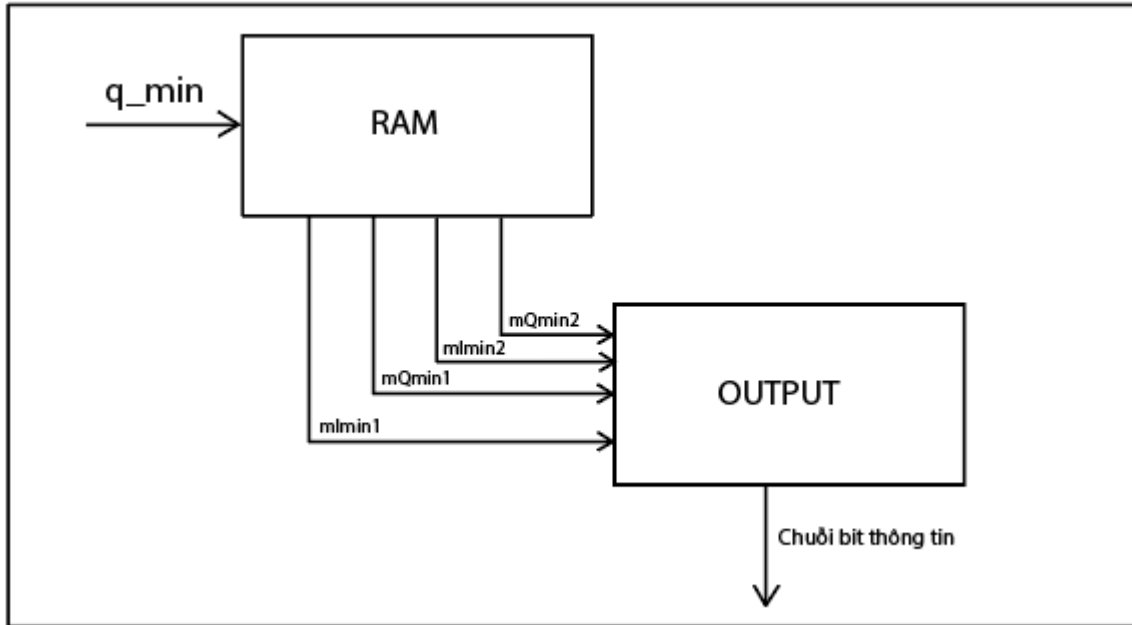 q_min
RAM
mQmin2
mImin2
mQmin1
mImin1
OUTPUT
Chuỗi bit thông tin